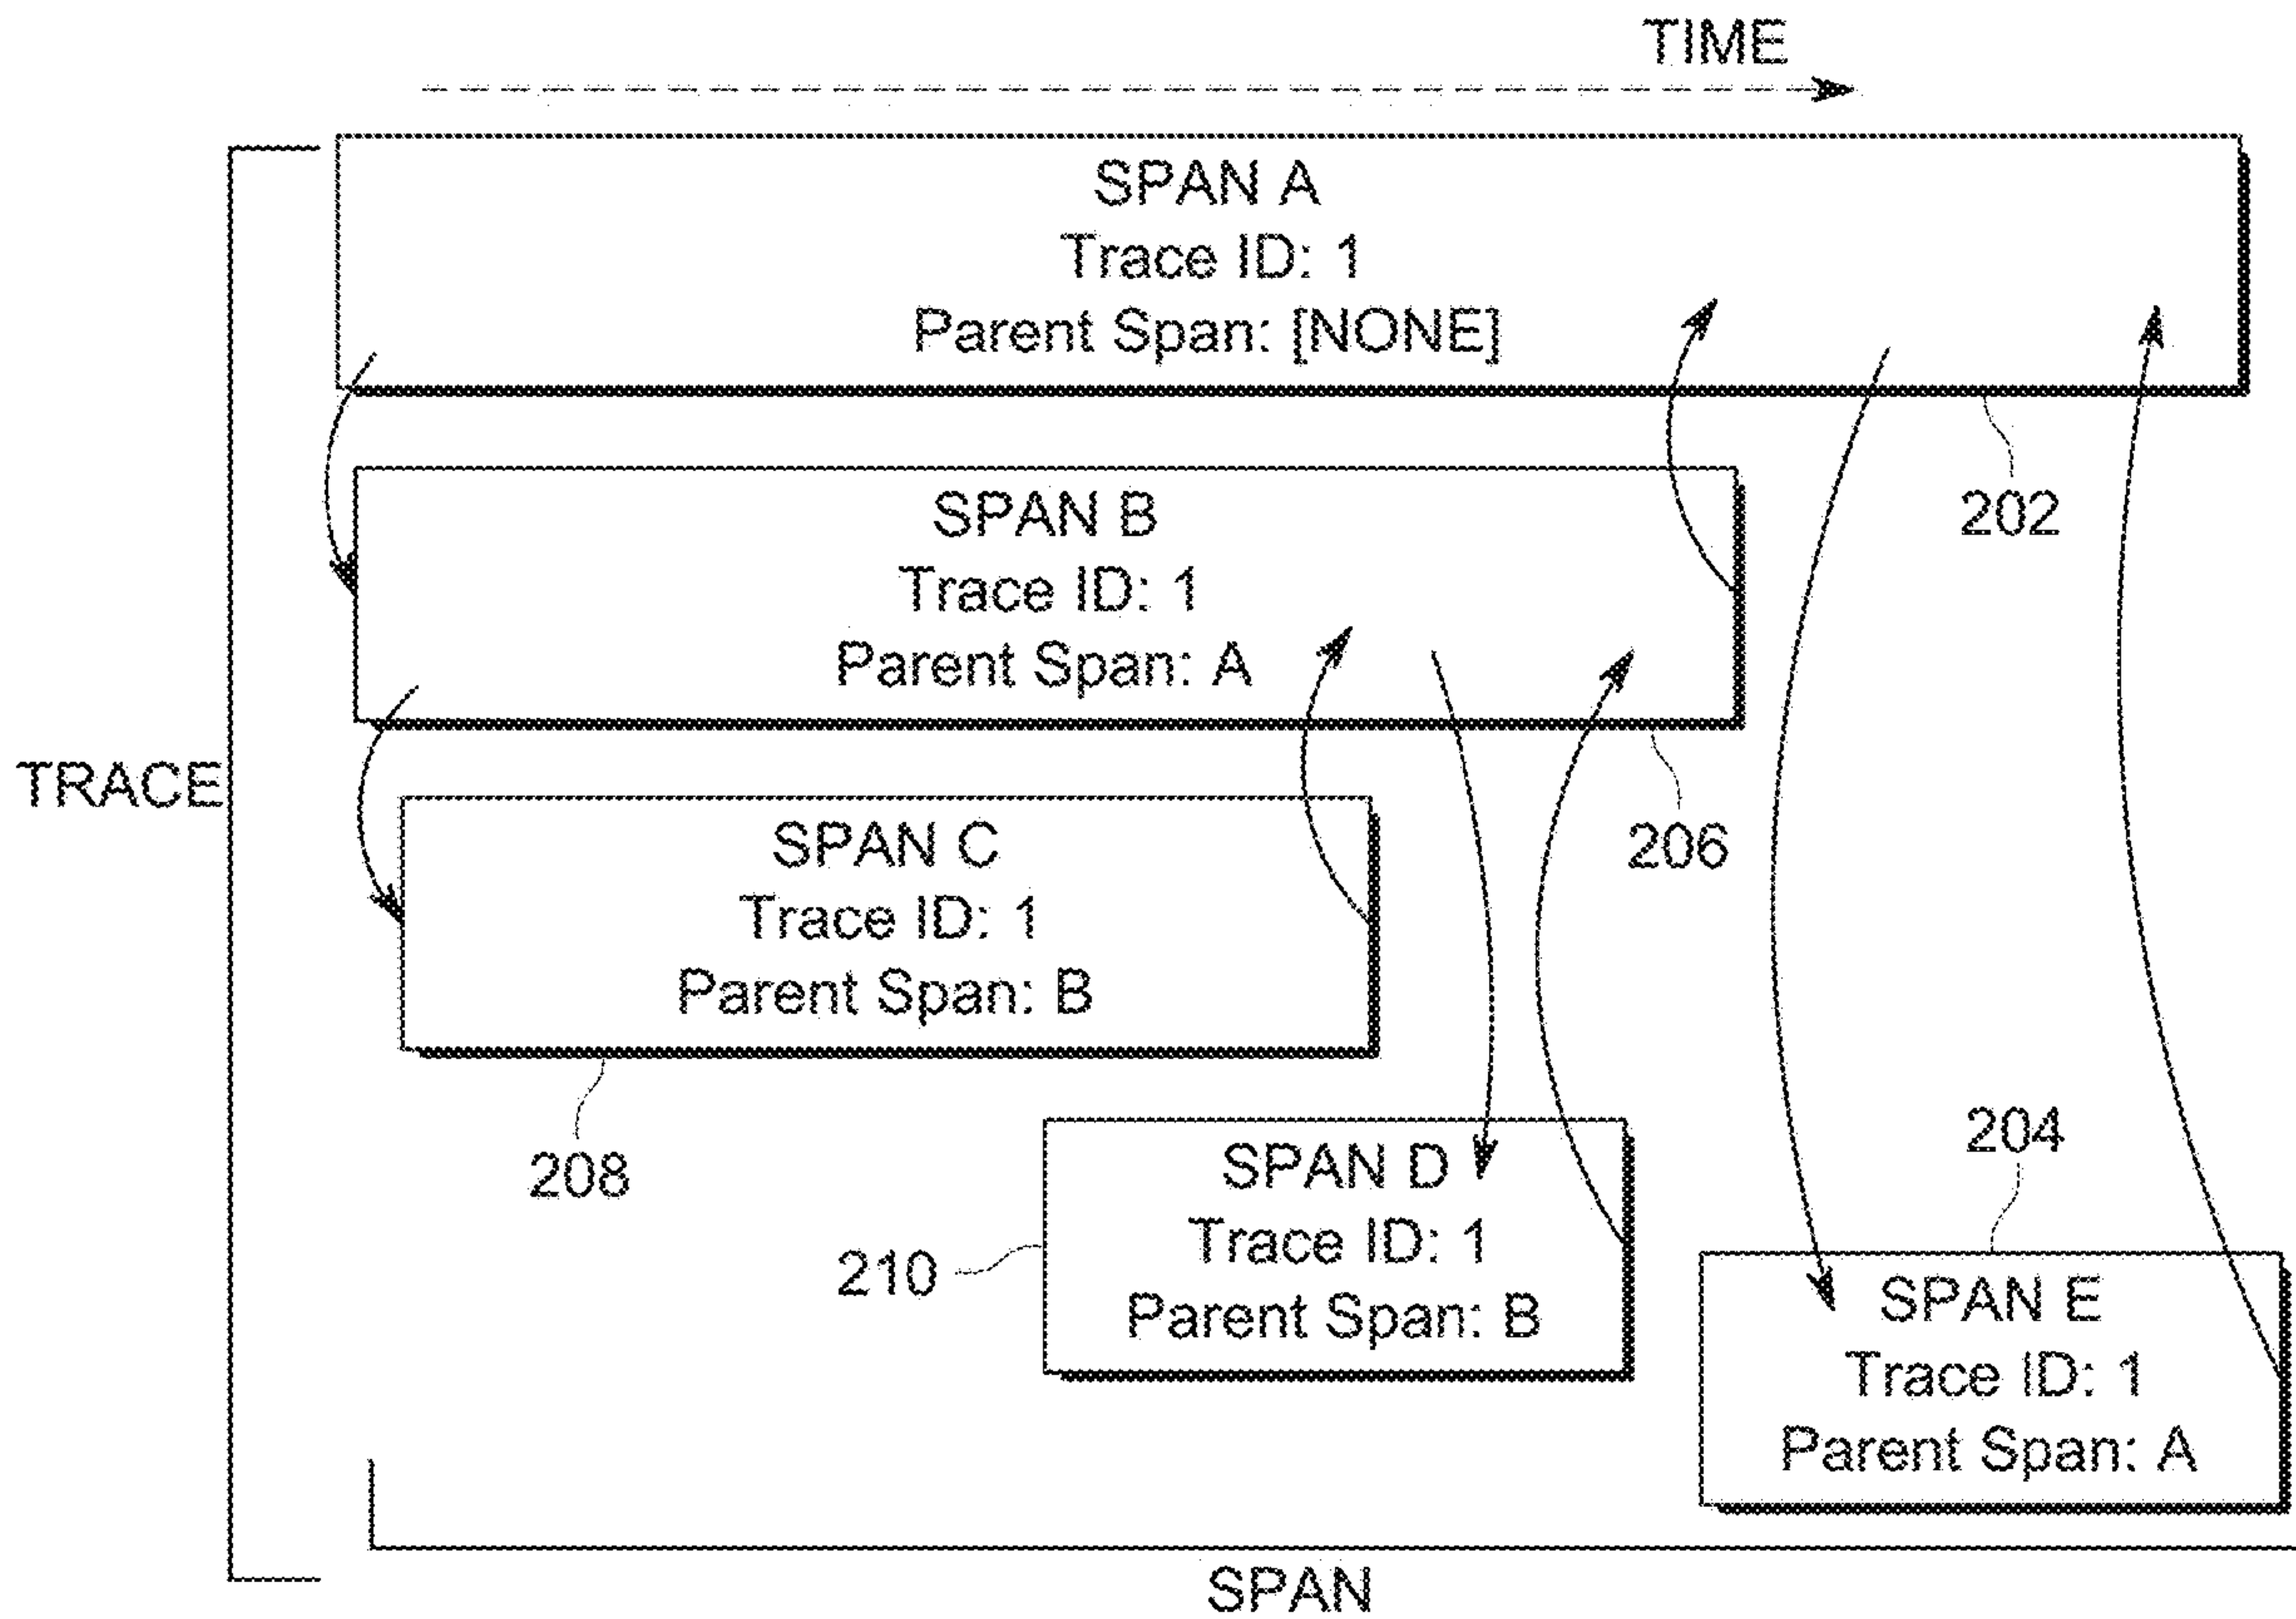 TIME
SPAN A
Trace ID: 1
Parent Span: [NONE]
202
SPAN B
Trace ID: 1
Parent Span: A
206
TRACE
SPAN C
Trace ID: 1
Parent Span: B
208
SPAN D
Trace ID: 1
Parent Span: B
210
204
SPAN E
Trace ID: 1
Parent Span: A
SPAN